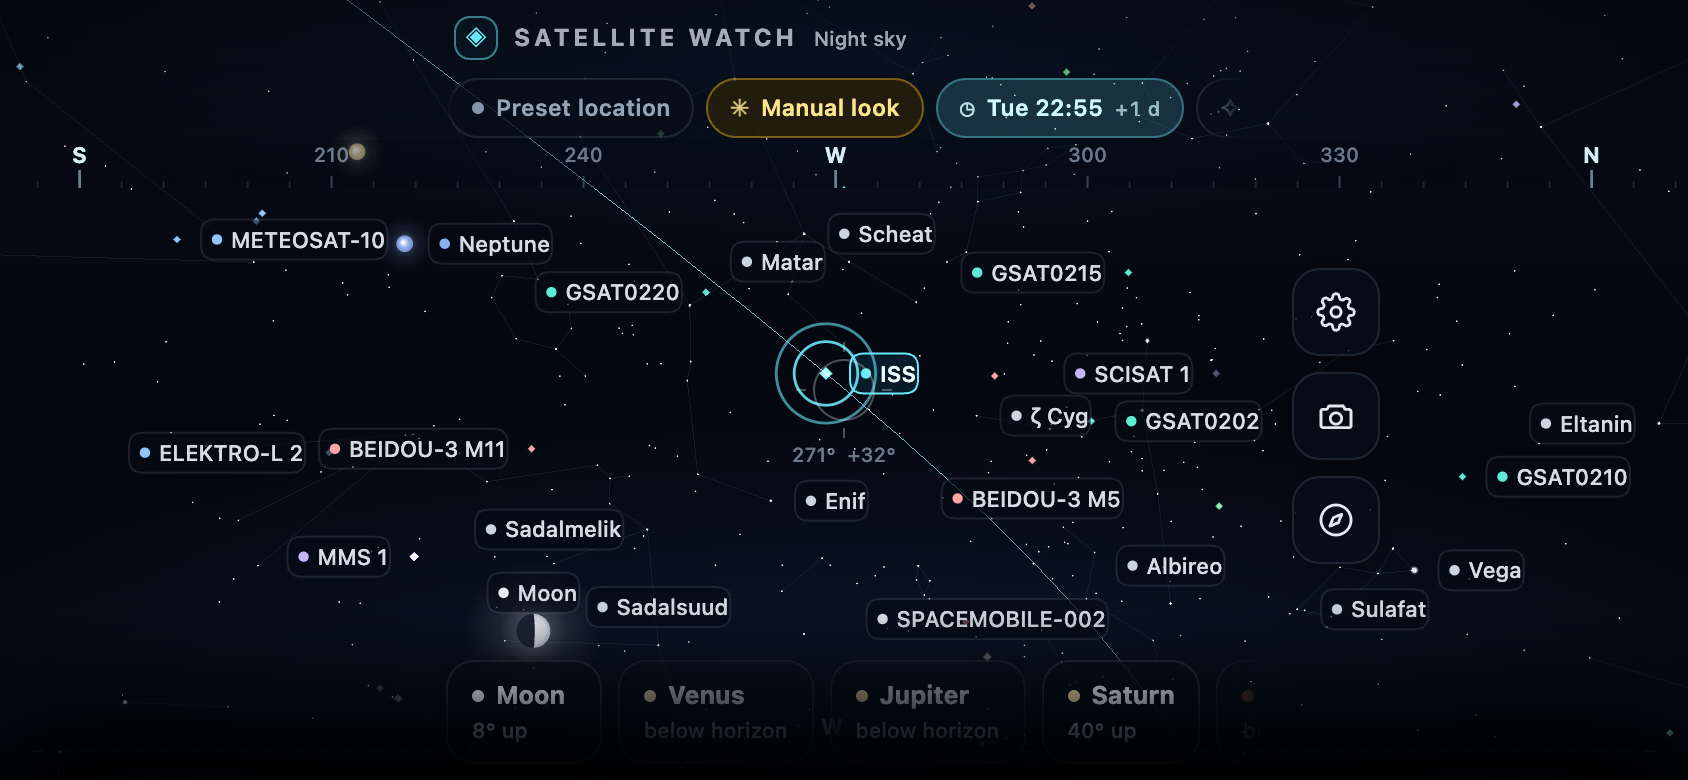 SATELLITE WATCH Night sky
Preset location
Manual look
Tue 22:55 +1 d
S 210 240 W 300 330 N
METEOSAT-10
Neptune
Matar
Scheat
GSAT0220
GSAT0215
ISS
SCISAT 1
ζ Cyg
GSAT0202
Eltanin
ELEKTRO-L 2
BEIDOU-3 M11
271° +32°
GSAT0210
Enif
BEIDOU-3 M5
Sadalmelik
MMS 1
Albireo
Vega
Moon
Sadalsuud
SPACEMOBILE-002
Sulafat
Moon
8° up
Venus
below horizon
W
Jupiter
below horizon
Saturn
40° up